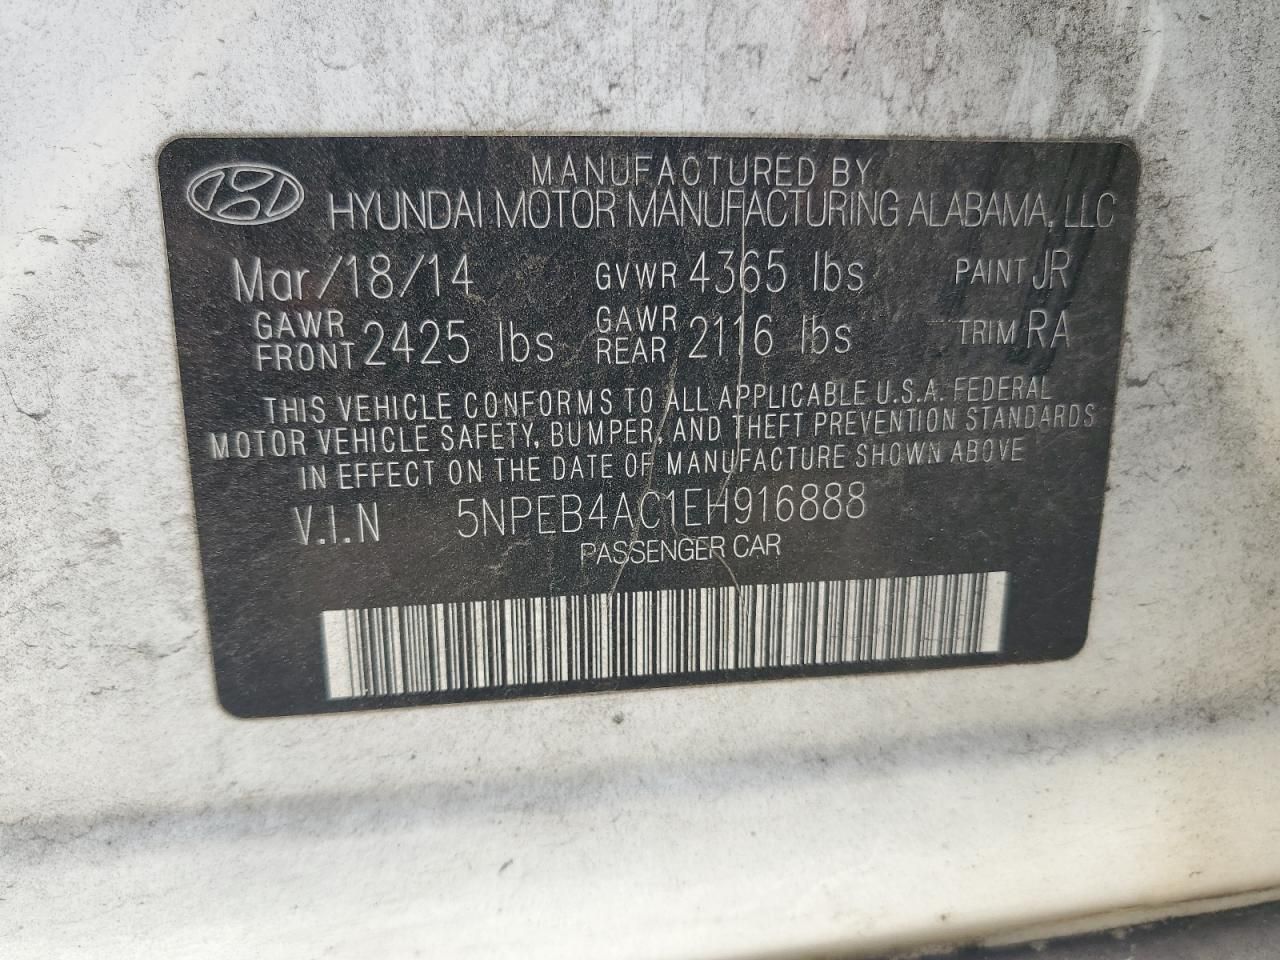 MANUFACTURED BY
HYUNDAI MOTOR MANUFACTURING ALABAMA, LLC
Mar/18/14 GVWR 4365 lbs PAINT JR
GAWR FRONT 2425 lbs GAWR REAR 2116 lbs TRIM RA
THIS VEHICLE CONFORMS TO ALL APPLICABLE U.S.A. FEDERAL
MOTOR VEHICLE SAFETY, BUMPER, AND THEFT PREVENTION STANDARDS
IN EFFECT ON THE DATE OF MANUFACTURE SHOWN ABOVE
V.I.N 5NPEB4AC1EH916888
PASSENGER CAR